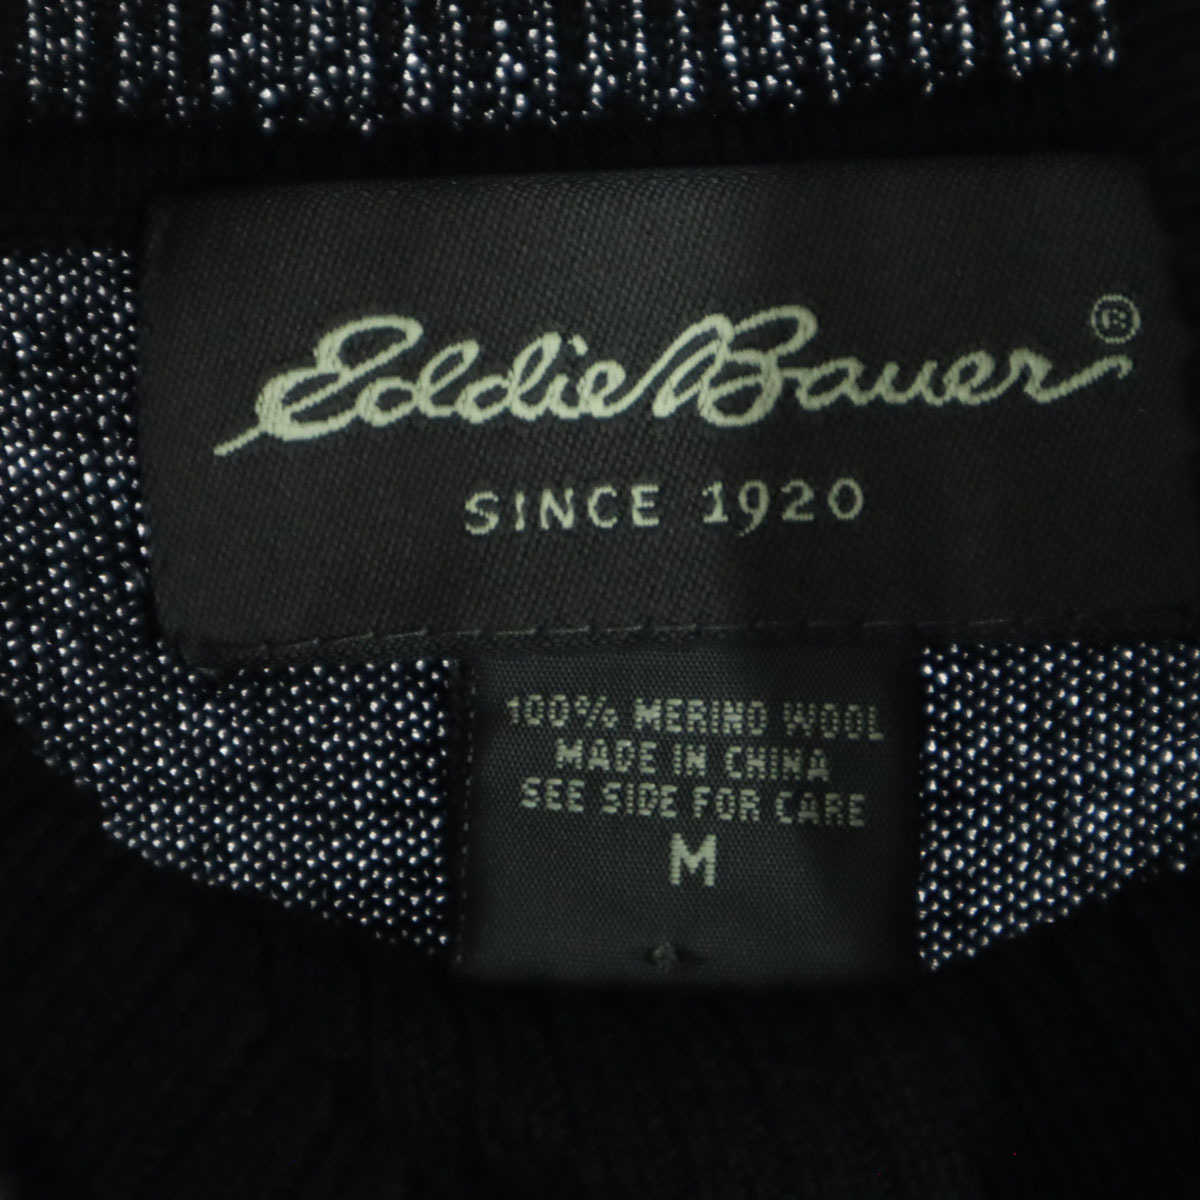 Eddie Bauer®
SINCE 1920
100% MERINO WOOL
MADE IN CHINA
SEE SIDE FOR CARE
M